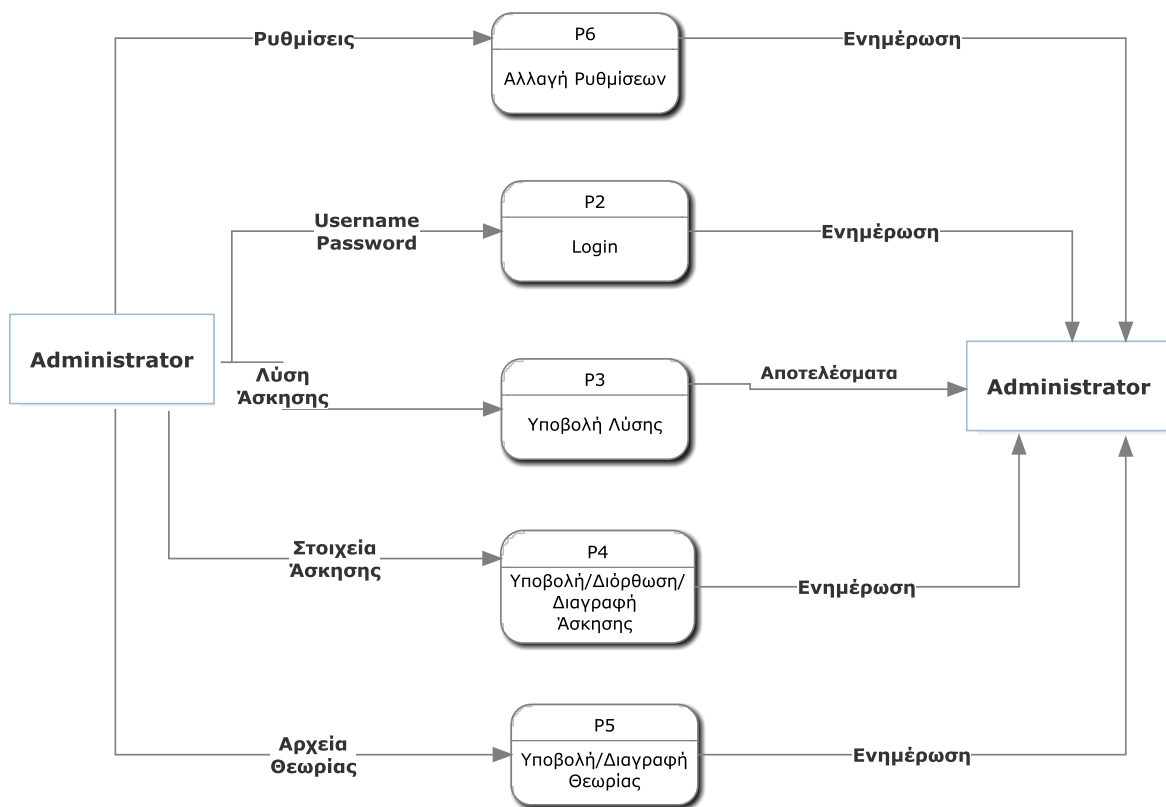 P6
Ρυθμίσεις
Ενημέρωση
Αλλαγή Ρυθμίσεων
P2
Username
Password
Ενημέρωση
Login
Administrator
Λύση
Άσκησης
P3
Αποτελέσματα
Υποβολή Λύσης
Administrator
Στοιχεία
Άσκησης
P4
Υποβολή/Διόρθωση/
Διαγραφή
Άσκησης
Ενημέρωση
P5
Αρχεία
Θεωρίας
Υποβολή/Διαγραφή
Θεωρίας
Ενημέρωση